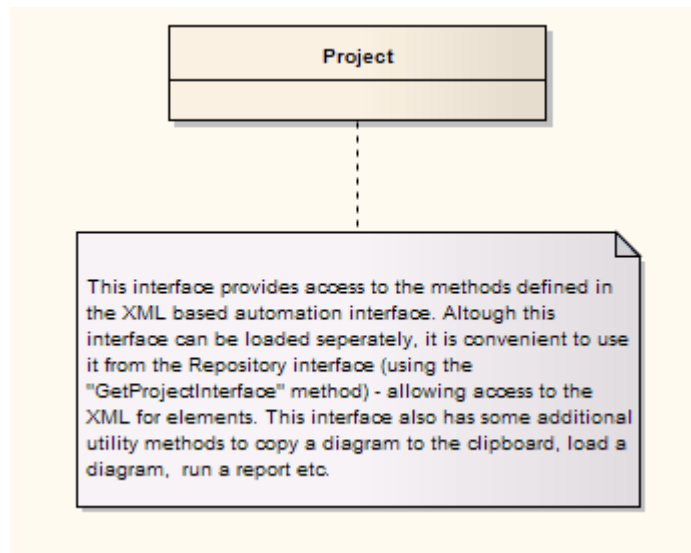 Project
This interface provides access to the methods defined in
the XML based automation interface. Altough this
interface can be loaded seperately, it is convenient to use
it from the Repository interface (using the
"GetProjectInterface" method) - allowing access to the
XML for elements. This interface also has some additional
utility methods to copy a diagram to the clipboard, load a
diagram,  run a report etc.